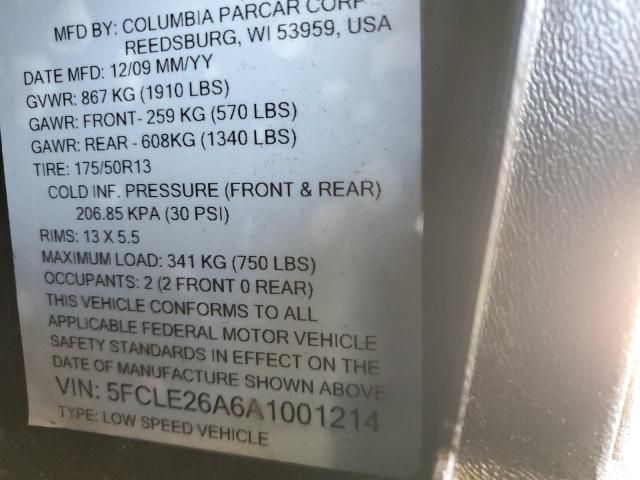 MFD BY: COLUMBIA PARCAR CORP
REEDSBURG, WI 53959, USA
DATE MFD: 12/09 MM/YY
GVWR: 867 KG (1910 LBS)
GAWR: FRONT- 259 KG (570 LBS)
GAWR: REAR - 608KG (1340 LBS)
TIRE: 175/50R13
COLD INF. PRESSURE (FRONT & REAR)
206.85 KPA (30 PSI)
RIMS: 13 X 5.5
MAXIMUM LOAD: 341 KG (750 LBS)
OCCUPANTS: 2 (2 FRONT 0 REAR)
THIS VEHICLE CONFORMS TO ALL
APPLICABLE FEDERAL MOTOR VEHICLE
SAFETY STANDARDS IN EFFECT ON THE
DATE OF MANUFACTURE SHOWN ABOVE
VIN: 5FCLE26A6A1001214
TYPE: LOW SPEED VEHICLE